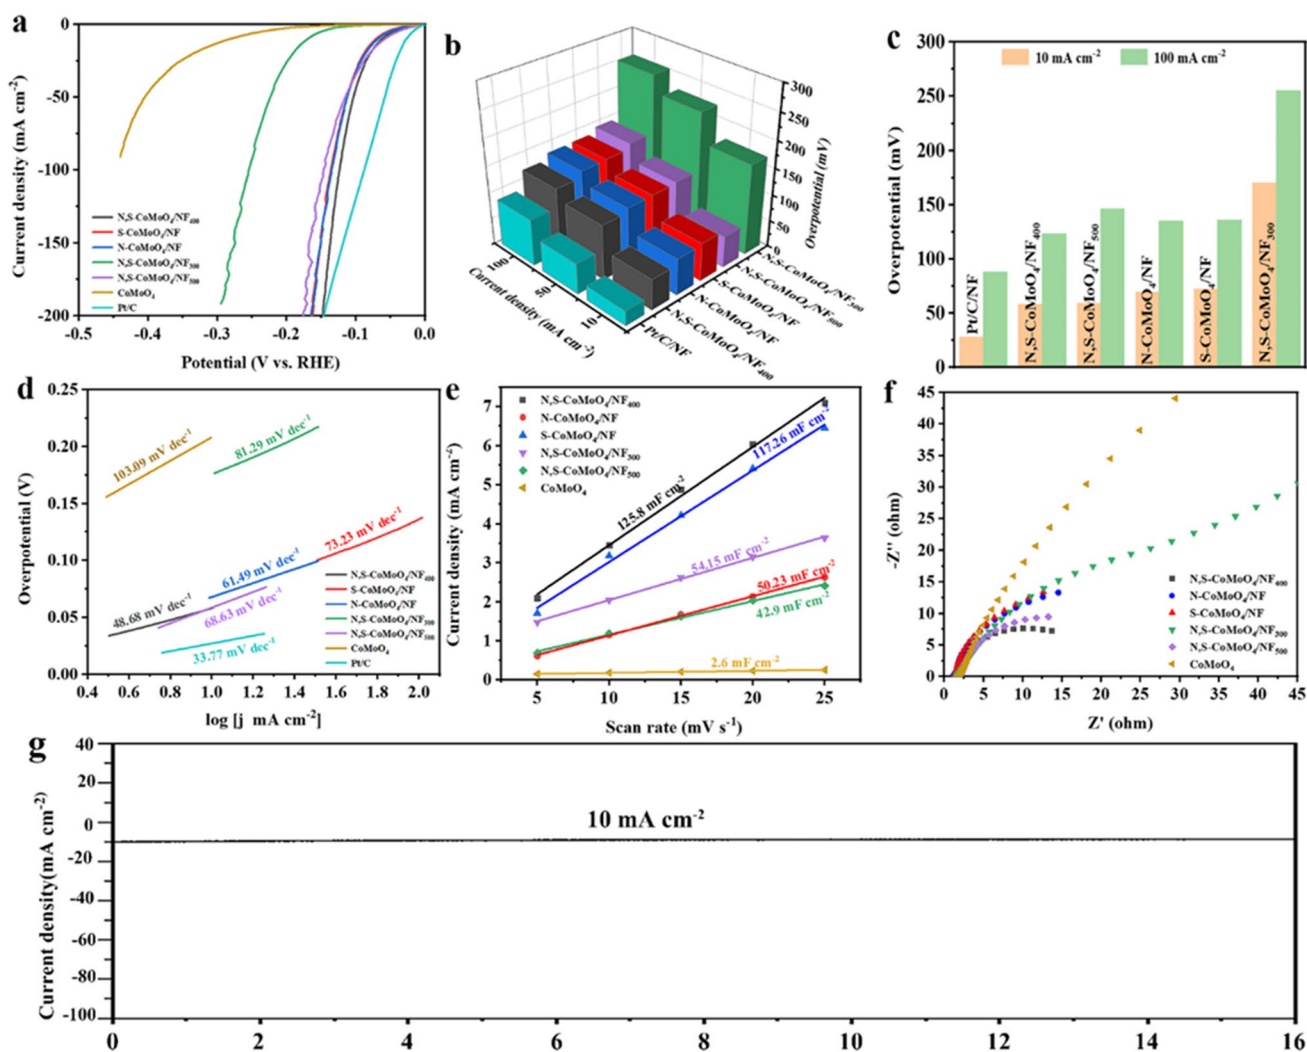 a
0
-50
-100
-150
-200
-0.5
-0.4
-0.3
-0.2
-0.1
0.0
Current density (mA cm⁻²)
Potential (V vs. RHE)
N,S-CoMoO₄/NF₄₀₀
S-CoMoO₄/NF
N-CoMoO₄/NF
N,S-CoMoO₄/NF₃₀₀
N,S-CoMoO₄/NF₅₀₀
CoMoO₄
Pt/C
b
300
250
200
150
100
50
0
Overpotential (mV)
100
50
10
Current density (mA cm⁻²)
Pt/C/NF
N,S-CoMoO₄/NF₄₀₀
N-CoMoO₄/NF
S-CoMoO₄/NF
N,S-CoMoO₄/NF₅₀₀
N,S-CoMoO₄/NF₃₀₀
c
300
250
200
150
100
50
0
Overpotential (mV)
10 mA cm⁻²
100 mA cm⁻²
Pt/C/NF
N,S-CoMoO₄/NF₄₀₀
N,S-CoMoO₄/NF₅₀₀
N-CoMoO₄/NF
S-CoMoO₄/NF
N,S-CoMoO₄/NF₃₀₀
d
0.25
0.20
0.15
0.10
0.05
0.00
0.4
0.6
0.8
1.0
1.2
1.4
1.6
1.8
2.0
Overpotential (V)
log [j mA cm⁻²]
103.09 mV dec⁻¹
81.29 mV dec⁻¹
73.23 mV dec⁻¹
61.49 mV dec⁻¹
48.68 mV dec⁻¹
68.63 mV dec⁻¹
33.77 mV dec⁻¹
N,S-CoMoO₄/NF₄₀₀
S-CoMoO₄/NF
N-CoMoO₄/NF
N,S-CoMoO₄/NF₃₀₀
N,S-CoMoO₄/NF₅₀₀
CoMoO₄
Pt/C
e
7
6
5
4
3
2
1
0
5
10
15
20
25
Current density (mA cm⁻²)
Scan rate (mV s⁻¹)
N,S-CoMoO₄/NF₄₀₀
N-CoMoO₄/NF
S-CoMoO₄/NF
N,S-CoMoO₄/NF₃₀₀
N,S-CoMoO₄/NF₅₀₀
CoMoO₄
125.8 mF cm⁻²
117.26 mF cm⁻²
54.15 mF cm⁻²
50.23 mF cm⁻²
42.9 mF cm⁻²
2.6 mF cm⁻²
f
45
40
35
30
25
20
15
10
5
0
0
5
10
15
20
25
30
35
40
45
-Z'' (ohm)
Z' (ohm)
N,S-CoMoO₄/NF₄₀₀
N-CoMoO₄/NF
S-CoMoO₄/NF
N,S-CoMoO₄/NF₃₀₀
N,S-CoMoO₄/NF₅₀₀
CoMoO₄
g
40
20
0
-20
-40
-60
-80
-100
0
2
4
6
8
10
12
14
16
Current density(mA cm⁻²)
10 mA cm⁻²